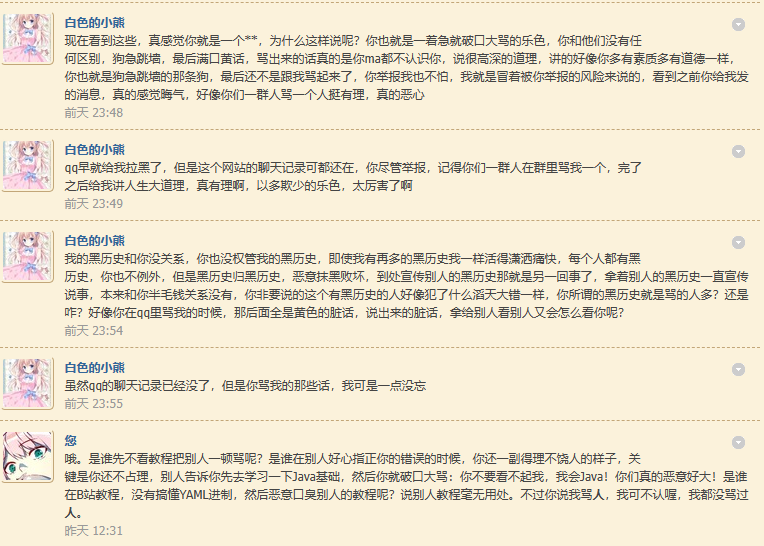 白色的小熊
现在看到这些，真感觉你就是一个**，为什么这样说呢？你也就是一着急就破口大骂的乐色，你和他们没有任
何区别，狗急跳墙，最后满口黄话，骂出来的话真的是你ma都不认识你，说很高深的道理，讲的好像你多有素质多有道德一样，
你也就是狗急跳墙的那条狗，最后还不是跟我骂起来了，你举报我也不怕，我就是冒着被你举报的风险来说的，看到之前你给我发
的消息，真的感觉晦气，好像你们一群人骂一个人挺有理，真的恶心
前天 23:48
白色的小熊
qq早就给我拉黑了，但是这个网站的聊天记录可都还在，你尽管举报，记得你们一群人在群里骂我一个，完了
之后给我讲人生大道理，真有理啊，以多欺少的乐色，太厉害了啊
前天 23:49
白色的小熊
我的黑历史和你没关系，你也没权管我的黑历史，即使我有再多的黑历史我一样活得潇洒痛快，每个人都有黑
历史，你也不例外，但是黑历史归黑历史，恶意抹黑败坏，到处宣传别人的黑历史那就是另一回事了，拿着别人的黑历史一直宣传
说事，本来和你半毛钱关系没有，你非要说的这个有黑历史的人好像犯了什么滔天大错一样，你所谓的黑历史就是骂的人多？还是
咋？好像你在qq里骂我的时候，那后面全是黄色的脏话，说出来的脏话，拿给别人看别人又会怎么看你呢？
前天 23:54
白色的小熊
虽然qq的聊天记录已经没了，但是你骂我的那些话，我可是一点没忘
前天 23:55
您
哦。是谁先不看教程把别人一顿骂呢？是谁在别人好心指正你的错误的时候，你还一副得理不饶人的样子，关
键是你还不占理，别人告诉你先去学习一下Java基础，然后你就破口大骂：你不要看不起我，我会Java！你们真的恶意好大！是谁
在B站教程，没有搞懂YAML进制，然后恶意口臭别人的教程呢？说别人教程毫无用处。不过你说我骂人，我可不认喔，我都没骂过
人。
昨天 12:31